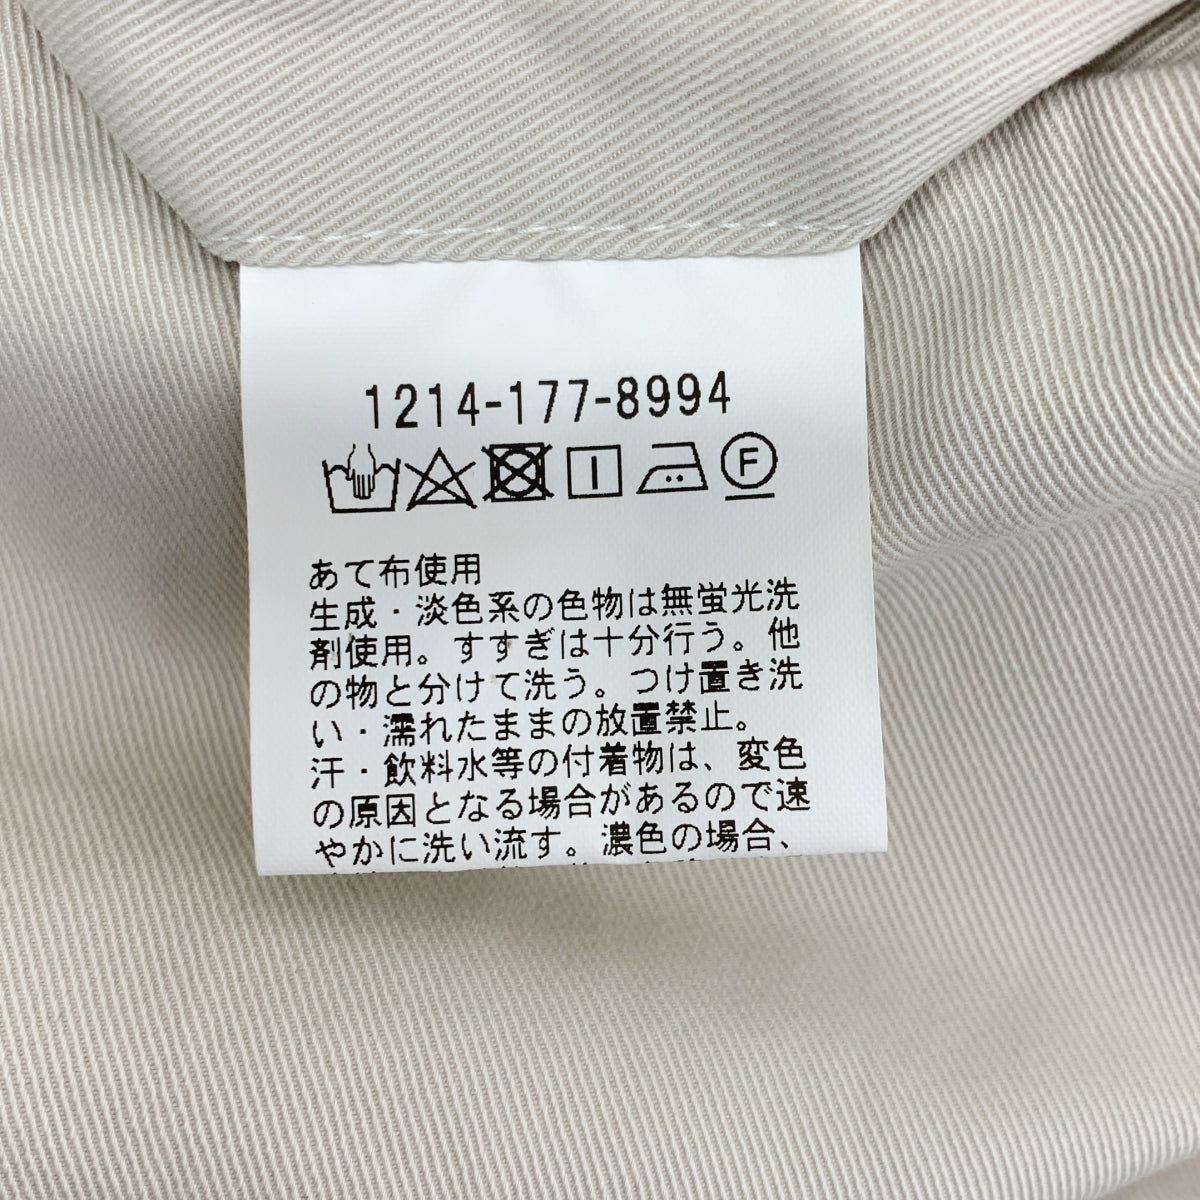 1214-177-8994
F
あて布使用
生成・淡色系の色物は無蛍光洗
剤使用。すすぎは十分行う。他
の物と分けて洗う。つけ置き洗
い・濡れたままの放置禁止。
汗・飲料水等の付着物は、変色
の原因となる場合があるので速
やかに洗い流す。濃色の場合、